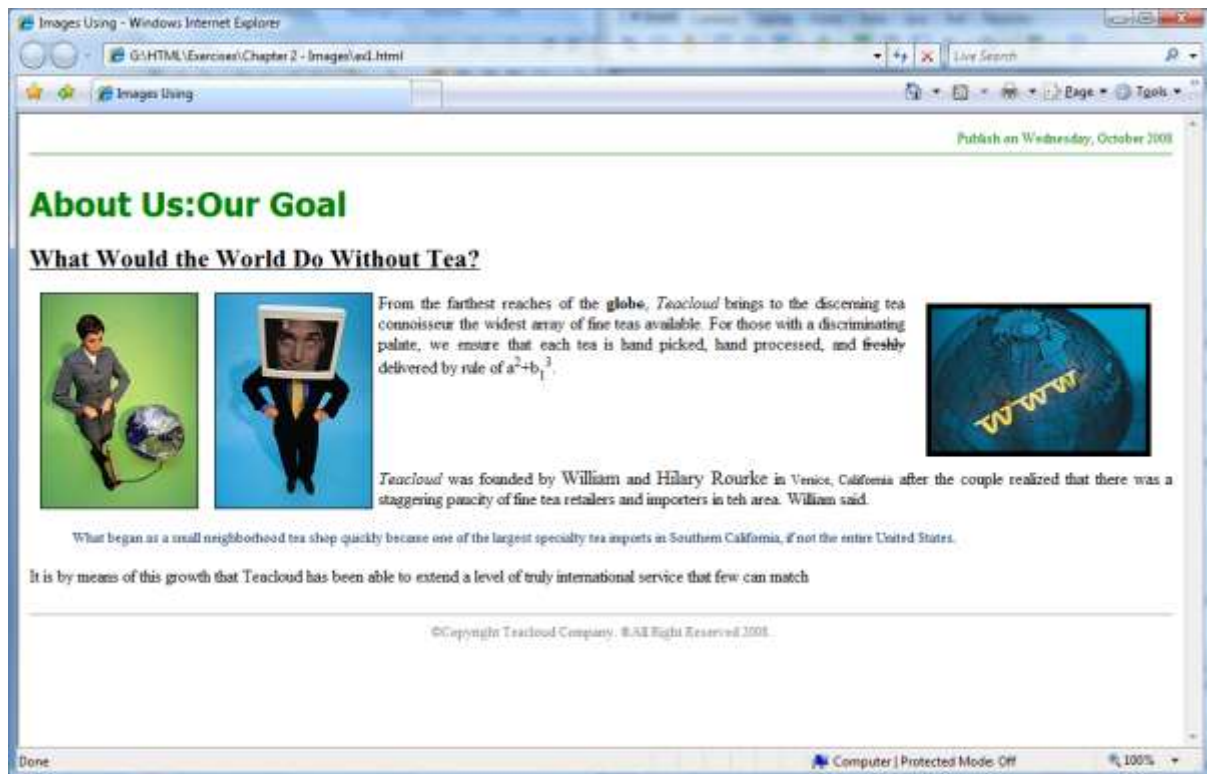 Images Using - Windows Internet Explorer
G:\HTML\Exercises\Chapter 2 - Images\ex1.html
Live Search
Images Using
Page
Tools
Publish on Wednesday, October 2008
About Us:Our Goal
What Would the World Do Without Tea?
From the farthest reaches of the globe, Teacloud brings to the discerning tea
connoisseur the widest array of fine teas available. For those with a discriminating
palate, we ensure that each tea is hand picked, hand processed, and freshly
delivered by rule of a²+b₁³.
WWW
Teacloud was founded by William and Hilary Rourke in Venice, California after the couple realized that there was a
staggering paucity of fine tea retailers and importers in teh area. William said.
What began as a small neighborhood tea shop quickly became one of the largest specialty tea imports in Southern California, if not the entire United States.
It is by means of this growth that Teacloud has been able to extend a level of truly international service that few can match
©Copyright Teacloud Company. ®All Right Reserved 2008.
Done
Computer | Protected Mode: Off
100%